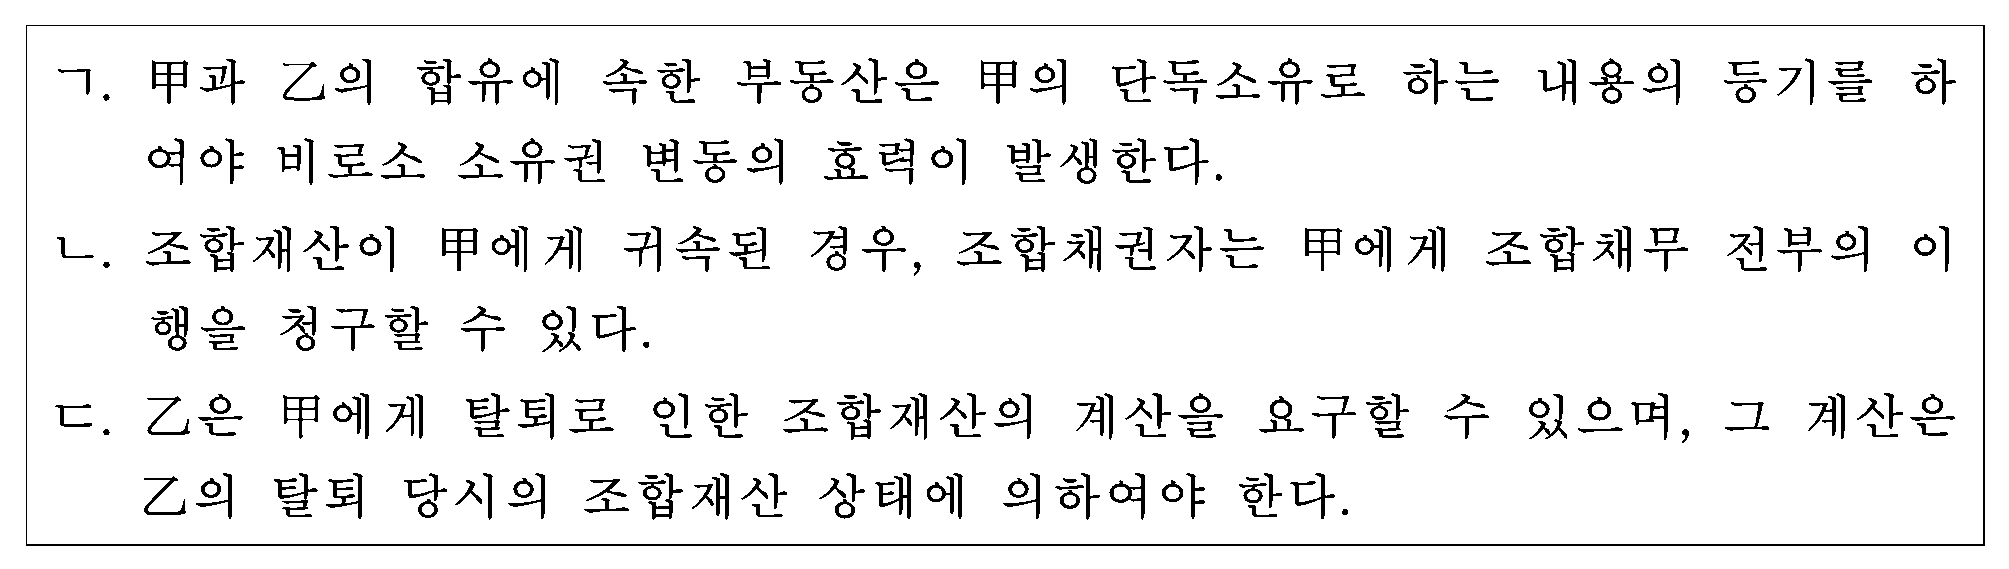 ㄱ. 甲과 乙의 합유에 속한 부동산은 甲의 단독소유로 하는 내용의 등기를 하
여야 비로소 소유권 변동의 효력이 발생한다.
ㄴ. 조합재산이 甲에게 귀속된 경우, 조합채권자는 甲에게 조합채무 전부의 이
행을 청구할 수 있다.
ㄷ. 乙은 甲에게 탈퇴로 인한 조합재산의 계산을 요구할 수 있으며, 그 계산은
乙의 탈퇴 당시의 조합재산 상태에 의하여야 한다.